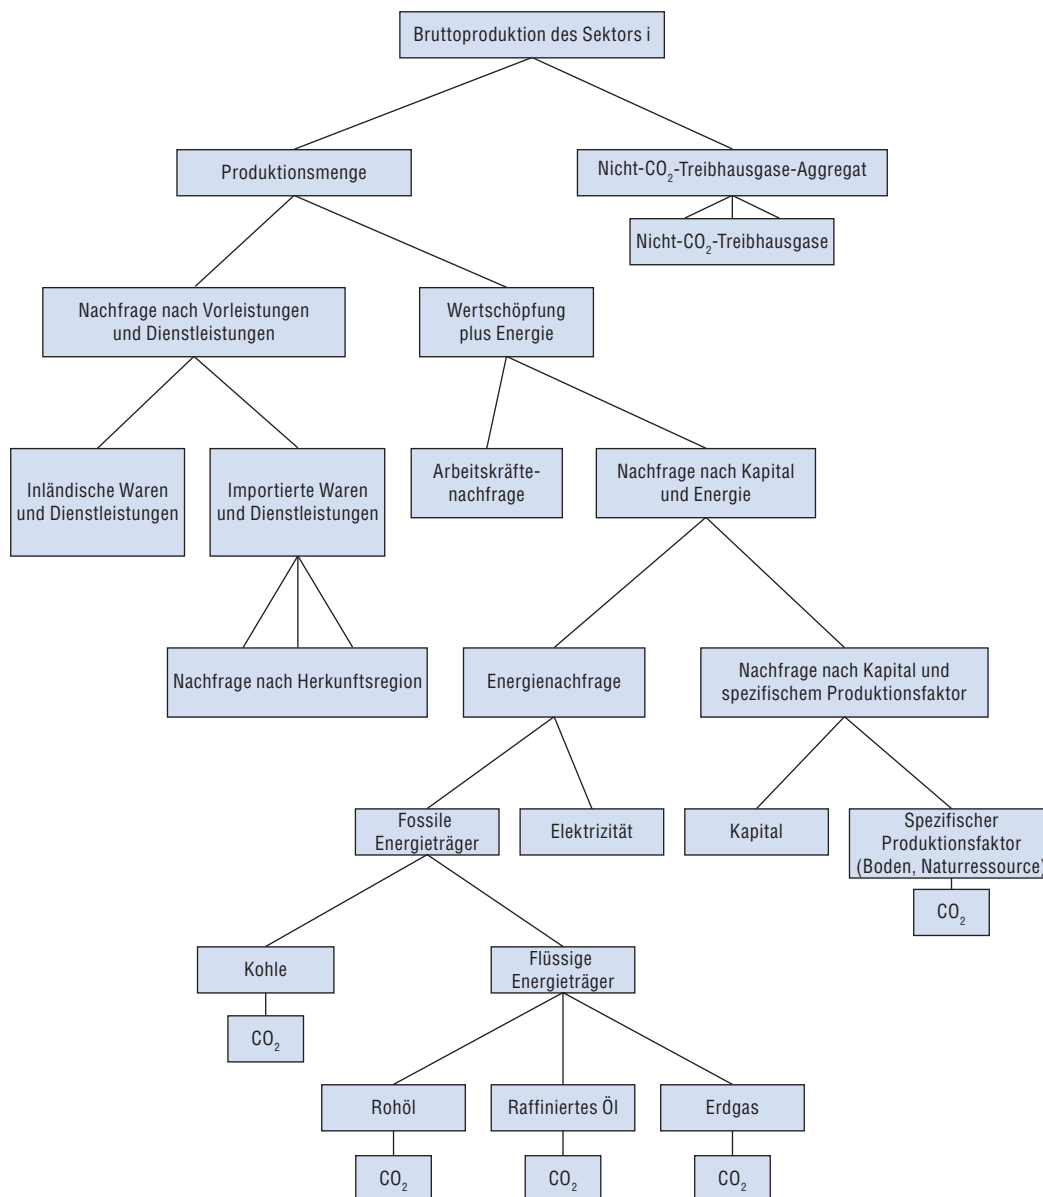 Bruttoproduktion des Sektors i
Produktionsmenge
Nicht-CO₂-Treibhausgase-Aggregat
Nicht-CO₂-Treibhausgase
Nachfrage nach Vorleistungen
und Dienstleistungen
Wertschöpfung
plus Energie
Inländische Waren
und Dienstleistungen
Importierte Waren
und Dienstleistungen
Arbeitskräfte-
nachfrage
Nachfrage nach Kapital
und Energie
Nachfrage nach Herkunftsregion
Energienachfrage
Nachfrage nach Kapital und
spezifischem Produktionsfaktor
Fossile
Energieträger
Elektrizität
Kapital
Spezifischer
Produktionsfaktor
(Boden, Naturressource)
CO₂
Kohle
CO₂
Flüssige
Energieträger
Rohöl
Raffiniertes Öl
Erdgas
CO₂
CO₂
CO₂